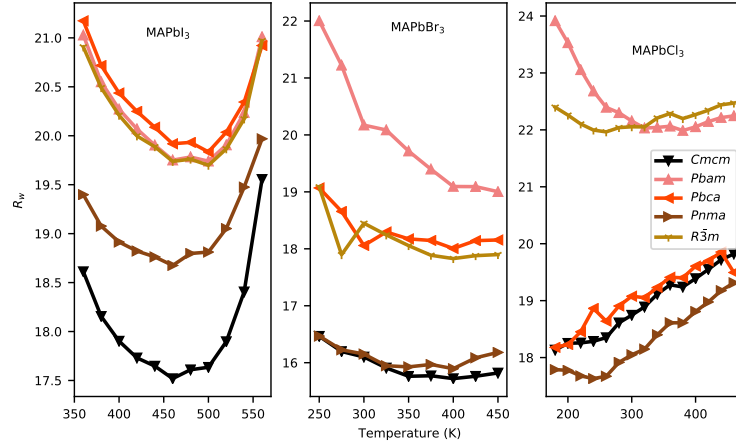 MAPbI₃
MAPbBr₃
MAPbCl₃
R_w
21.0
20.5
20.0
19.5
19.0
18.5
18.0
17.5
350 400 450 500 550
22
21
20
19
18
17
16
250 300 350 400 450
24
23
22
21
20
19
18
200 300 400
Cmcm
Pbam
Pbca
Pnma
R3̄m
Temperature (K)